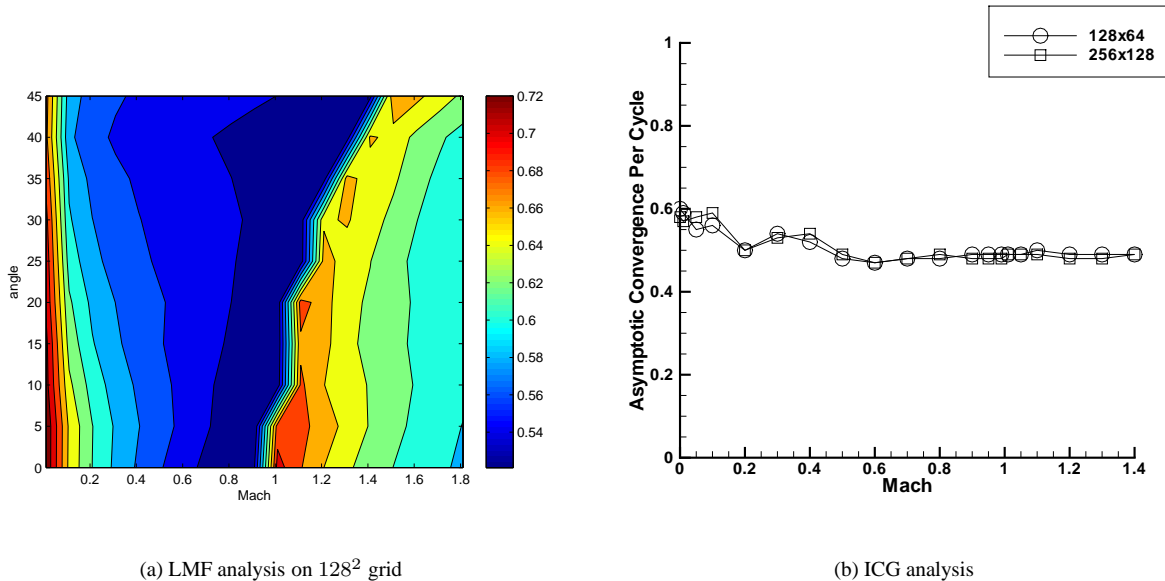 45
40
35
30
25
20
15
10
5
0
angle
0.2 0.4 0.6 0.8 1 1.2 1.4 1.6 1.8
Mach
0.72
0.7
0.68
0.66
0.64
0.62
0.6
0.58
0.56
0.54
(a) LMF analysis on 128² grid
128x64
256x128
1
0.8
0.6
0.4
0.2
0
Asymptotic Convergence Per Cycle
0 0.2 0.4 0.6 0.8 1 1.2 1.4
Mach
(b) ICG analysis